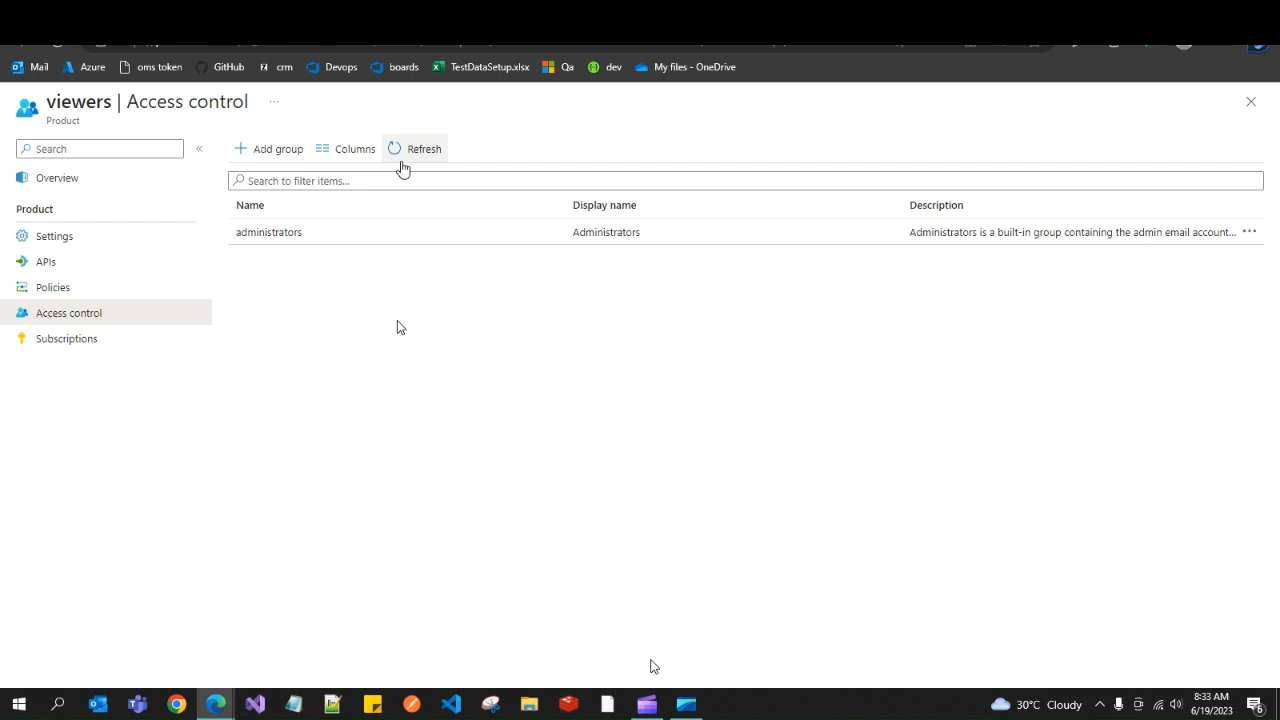 Mail Azure oms token GitHub crm Devops boards TestDataSetup.xlsx Qa dev My files - OneDrive
viewers | Access control ...
Product
Search «
Add group Columns Refresh
Overview
Search to filter items...
Product
Name Display name Description
Settings
administrators Administrators Administrators is a built-in group containing the admin email account... •••
APIs
Policies
Access control
Subscriptions
30°C Cloudy
8:33 AM
6/19/2023
6